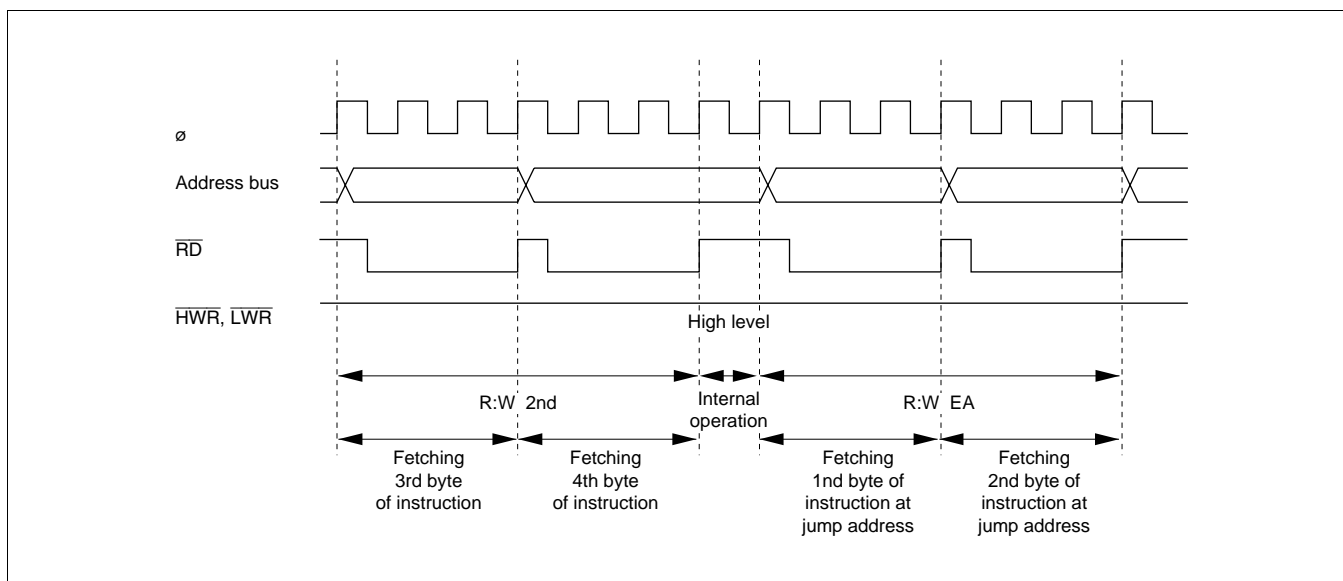 ø
Address bus
RD
HWR, LWR
High level
R:W 2nd
Internal
operation
R:W EA
Fetching
3rd byte
of instruction
Fetching
4th byte
of instruction
Fetching
1nd byte of
instruction at
jump address
Fetching
2nd byte of
instruction at
jump address